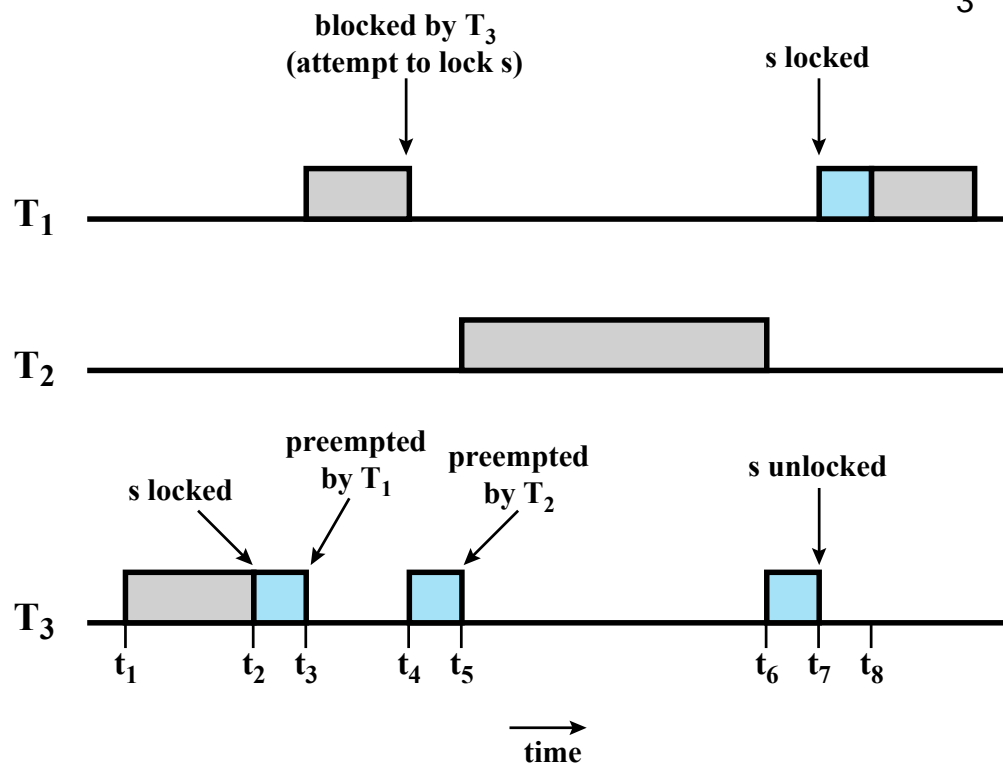 3
blocked by T₃
(attempt to lock s)
s locked
T₁
T₂
preempted
by T₁
preempted
by T₂
s locked
s unlocked
T₃
t₁ t₂ t₃ t₄ t₅ t₆ t₇ t₈
time